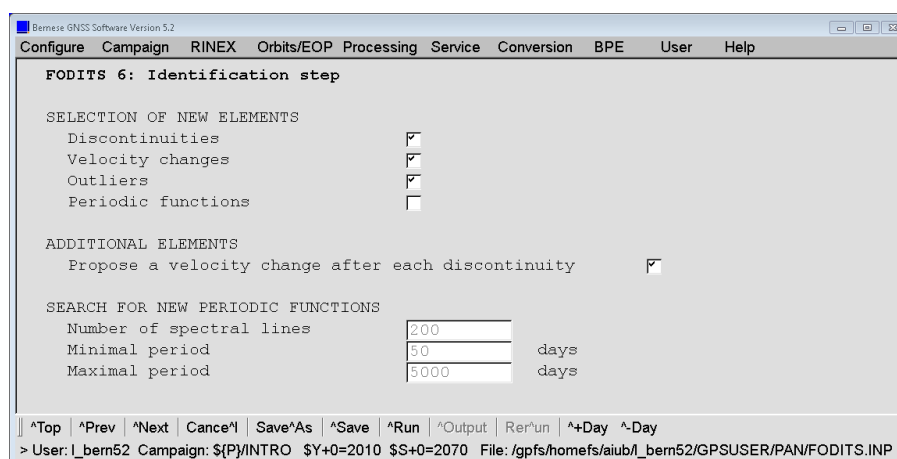 Bernese GNSS Software Version 5.2
Configure Campaign RINEX Orbits/EOP Processing Service Conversion BPE User Help
FODITS 6: Identification step
SELECTION OF NEW ELEMENTS
Discontinuities
Velocity changes
Outliers
Periodic functions
ADDITIONAL ELEMENTS
Propose a velocity change after each discontinuity
SEARCH FOR NEW PERIODIC FUNCTIONS
Number of spectral lines 200
Minimal period 50 days
Maximal period 5000 days
^Top | ^Prev | ^Next | Cance^l | Save^As | ^Save | ^Run | ^Output | Rer^un | ^+Day ^-Day
> User: l_bern52 Campaign: ${P}/INTRO $Y+0=2010 $S+0=2070 File: /gpfs/homefs/aiub/l_bern52/GPSUSER/PAN/FODITS.INP